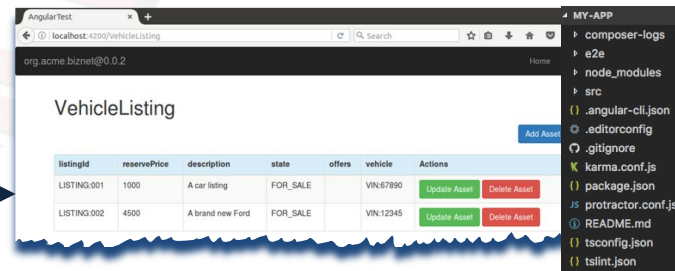 AngularTest
localhost:4200/VehicleListing
Search
org.acme.biznet@0.0.2
Home
VehicleListing
Add Asset
listingId reservePrice description state offers vehicle Actions
LISTING:001 1000 A car listing FOR_SALE VIN:67890 Update Asset Delete Asset
LISTING:002 4500 A brand new Ford FOR_SALE VIN:12345 Update Asset Delete Asset
MY-APP
composer-logs
e2e
node_modules
src
{} .angular-cli.json
.editorconfig
.gitignore
K karma.conf.js
{} package.json
JS protractor.conf.js
README.md
{} tsconfig.json
{} tslint.json